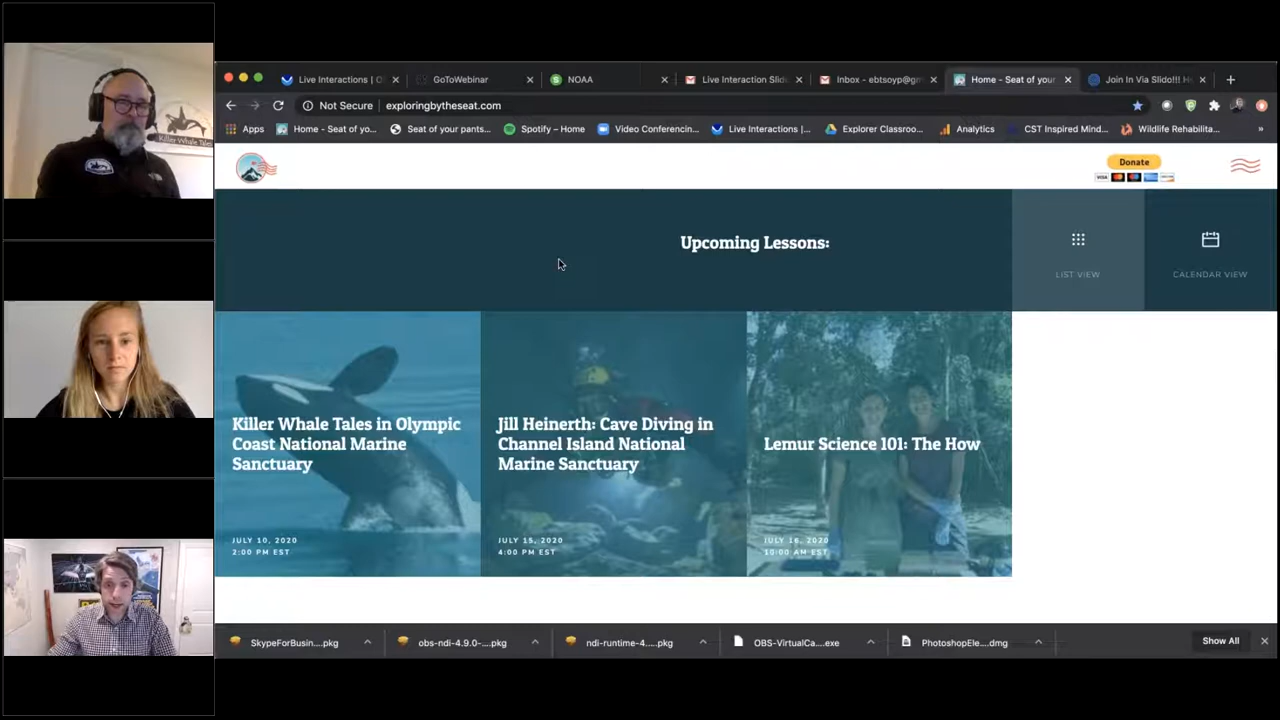 Killer Whale Tales
Live Interactions | O
GoToWebinar
NOAA
Live Interaction Slid
Inbox - ebtsoyp@gm
Home - Seat of your
Join In Via Slido!!! H
Not Secure
exploringbytheseat.com
Apps
Home - Seat of yo...
Seat of your pants...
Spotify – Home
Video Conferencin...
Live Interactions |...
Explorer Classroo...
Analytics
CST Inspired Mind...
Wildlife Rehabilita...
»
Donate
VISA
Upcoming Lessons:
LIST VIEW
CALENDAR VIEW
Killer Whale Tales in Olympic
Coast National Marine
Sanctuary
JULY 10, 2020
2:00 PM EST
Jill Heinerth: Cave Diving in
Channel Island National
Marine Sanctuary
JULY 15, 2020
4:00 PM EST
Lemur Science 101: The How
JULY 16, 2020
10:00 AM EST
SkypeForBusin....pkg
obs-ndi-4.9.0-....pkg
ndi-runtime-4.....pkg
OBS-VirtualCa....exe
PhotoshopEle....dmg
Show All